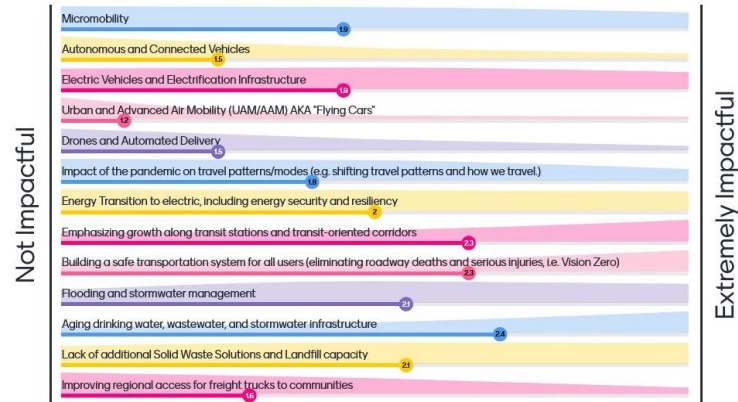 Not Impactful
Extremely Impactful
Micromobility
1.9
Autonomous and Connected Vehicles
1.5
Electric Vehicles and Electrification Infrastructure
1.9
Urban and Advanced Air Mobility (UAM/AAM) AKA "Flying Cars"
1.2
Drones and Automated Delivery
1.5
Impact of the pandemic on travel patterns/modes (e.g. shifting travel patterns and how we travel.)
1.8
Energy Transition to electric, including energy security and resiliency
2
Emphasizing growth along transit stations and transit-oriented corridors
2.3
Building a safe transportation system for all users (eliminating roadway deaths and serious injuries, i.e. Vision Zero)
2.3
Flooding and stormwater management
2.1
Aging drinking water, wastewater, and stormwater infrastructure
2.4
Lack of additional Solid Waste Solutions and Landfill capacity
2.1
Improving regional access for freight trucks to communities
1.6